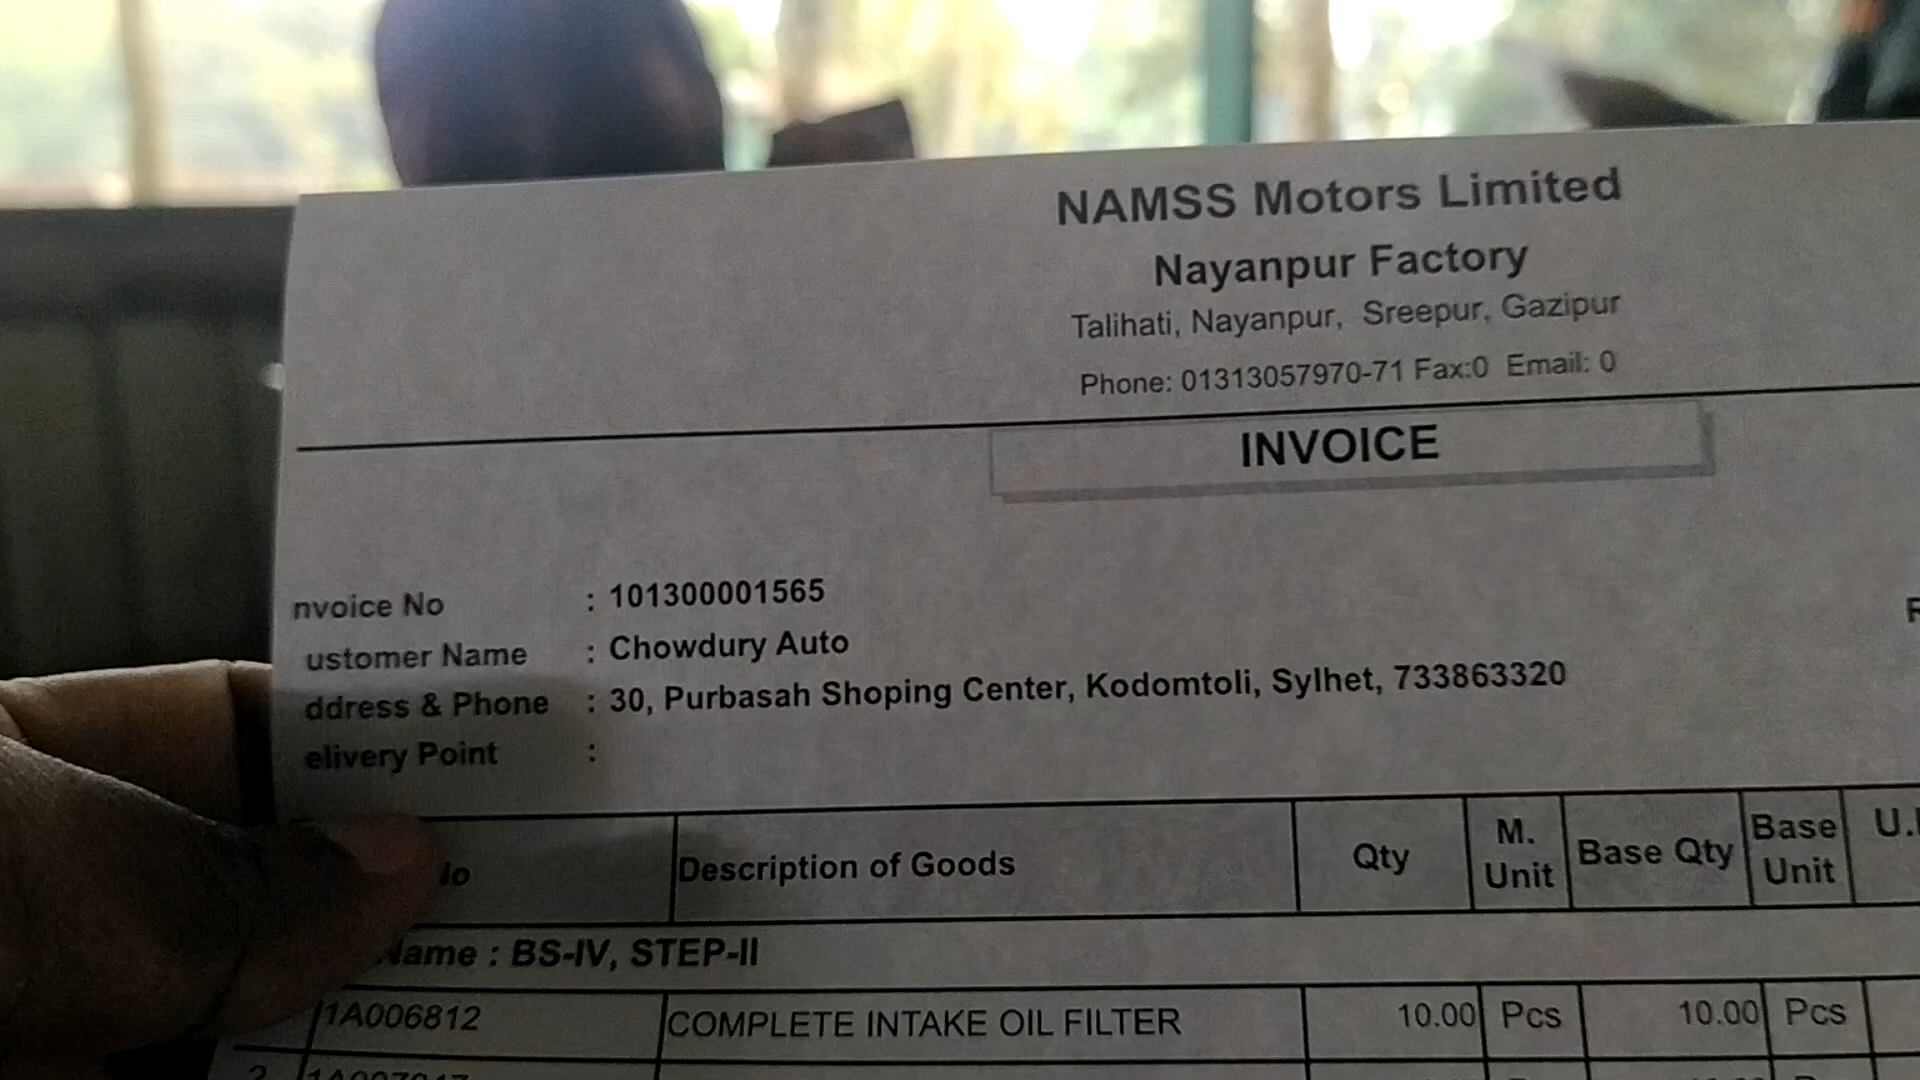 NAMSS Motors Limited
Nayanpur Factory
Talihati, Nayanpur, Sreepur, Gazipur
Phone: 01313057970-71 Fax:0 Email: 0
INVOICE
nvoice No : 101300001565
ustomer Name : Chowdury Auto
ddress & Phone : 30, Purbasah Shoping Center, Kodomtoli, Sylhet, 733863320
elivery Point :
Description of Goods Qty M. Unit Base Qty Base Unit
Name : BS-IV, STEP-II
1A006812 COMPLETE INTAKE OIL FILTER 10.00 Pcs 10.00 Pcs
2